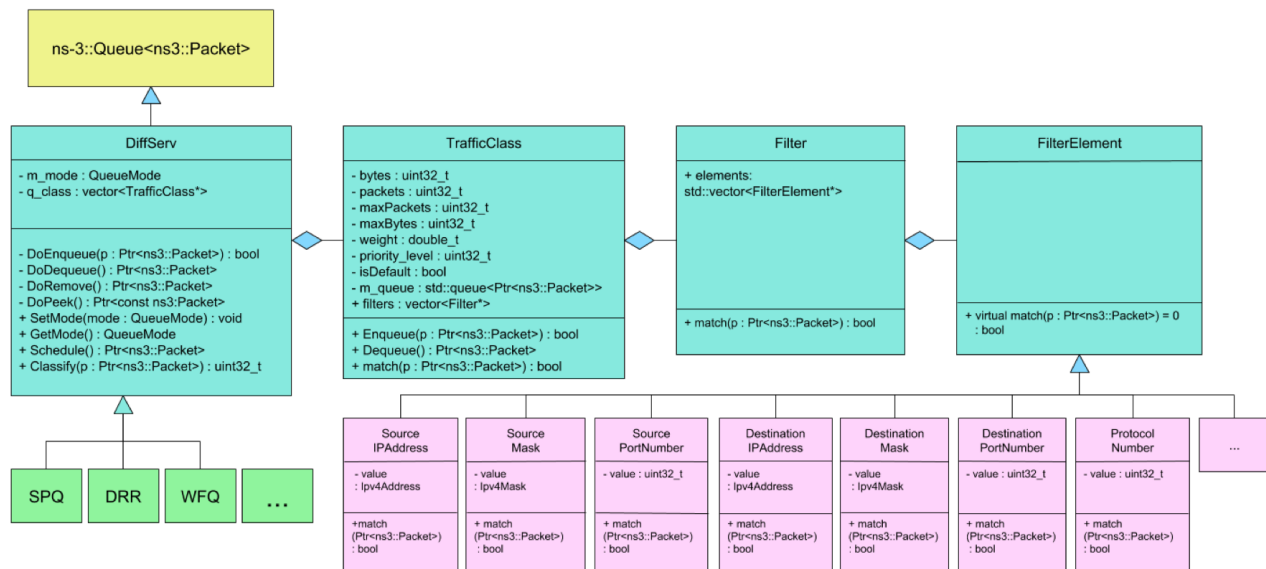 ns-3::Queue<ns3::Packet>
DiffServ
- m_mode : QueueMode
- q_class : vector<TrafficClass*>
- DoEnqueue(p : Ptr<ns3::Packet>) : bool
- DoDequeue() : Ptr<ns3::Packet>
- DoRemove() : Ptr<ns3::Packet>
- DoPeek() : Ptr<const ns3:Packet>
+ SetMode(mode : QueueMode) : void
+ GetMode() : QueueMode
+ Schedule() : Ptr<ns3::Packet>
+ Classify(p : Ptr<ns3::Packet>) : uint32_t
TrafficClass
- bytes : uint32_t
- packets : uint32_t
- maxPackets : uint32_t
- maxBytes : uint32_t
- weight : double_t
- priority_level : uint32_t
- isDefault : bool
- m_queue : std::queue<Ptr<ns3::Packet>>
+ filters : vector<Filter*>
+ Enqueue(p : Ptr<ns3::Packet>) : bool
+ Dequeue() : Ptr<ns3::Packet>
+ match(p : Ptr<ns3::Packet>) : bool
Filter
+ elements:
std::vector<FilterElement*>
+ match(p : Ptr<ns3::Packet>) : bool
FilterElement
+ virtual match(p : Ptr<ns3::Packet>) = 0
: bool
SPQ
DRR
WFQ
...
Source
IPAddress
- value
: Ipv4Address
+match
(Ptr<ns3::Packet>)
: bool
Source
Mask
- value
: Ipv4Mask
+ match
(Ptr<ns3::Packet>)
: bool
Source
PortNumber
- value : uint32_t
+ match
(Ptr<ns3::Packet>)
: bool
Destination
IPAddress
- value
: Ipv4Address
+ match
(Ptr<ns3::Packet>)
: bool
Destination
Mask
- value
: Ipv4Mask
+ match
(Ptr<ns3::Packet>)
: bool
Destination
PortNumber
- value : uint32_t
+ match
(Ptr<ns3::Packet>)
: bool
Protocol
Number
- value : uint32_t
+ match
(Ptr<ns3::Packet>)
: bool
...